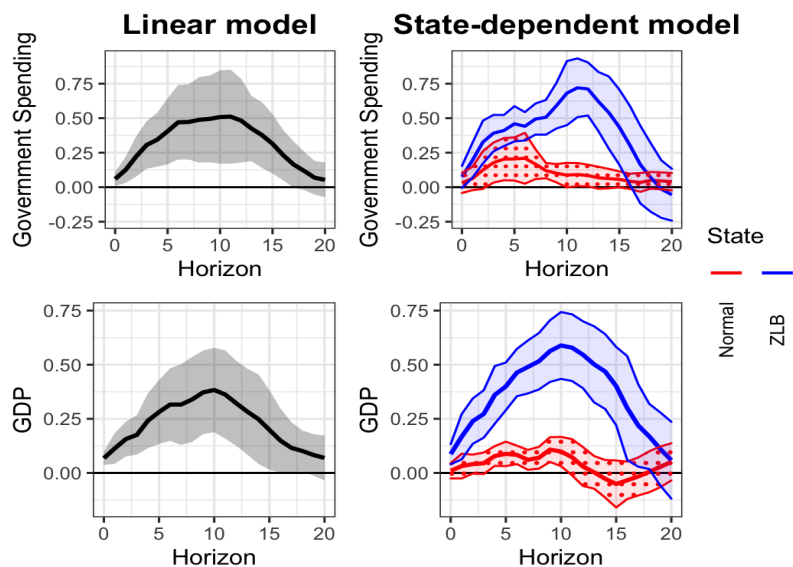 Linear model
State-dependent model
Government Spending
0.75
0.50
0.25
0.00
-0.25
0 5 10 15 20
Horizon
Government Spending
0.75
0.50
0.25
0.00
-0.25
0 5 10 15 20
Horizon
GDP
0.75
0.50
0.25
0.00
0 5 10 15 20
Horizon
GDP
0.75
0.50
0.25
0.00
0 5 10 15 20
Horizon
State
Normal
ZLB